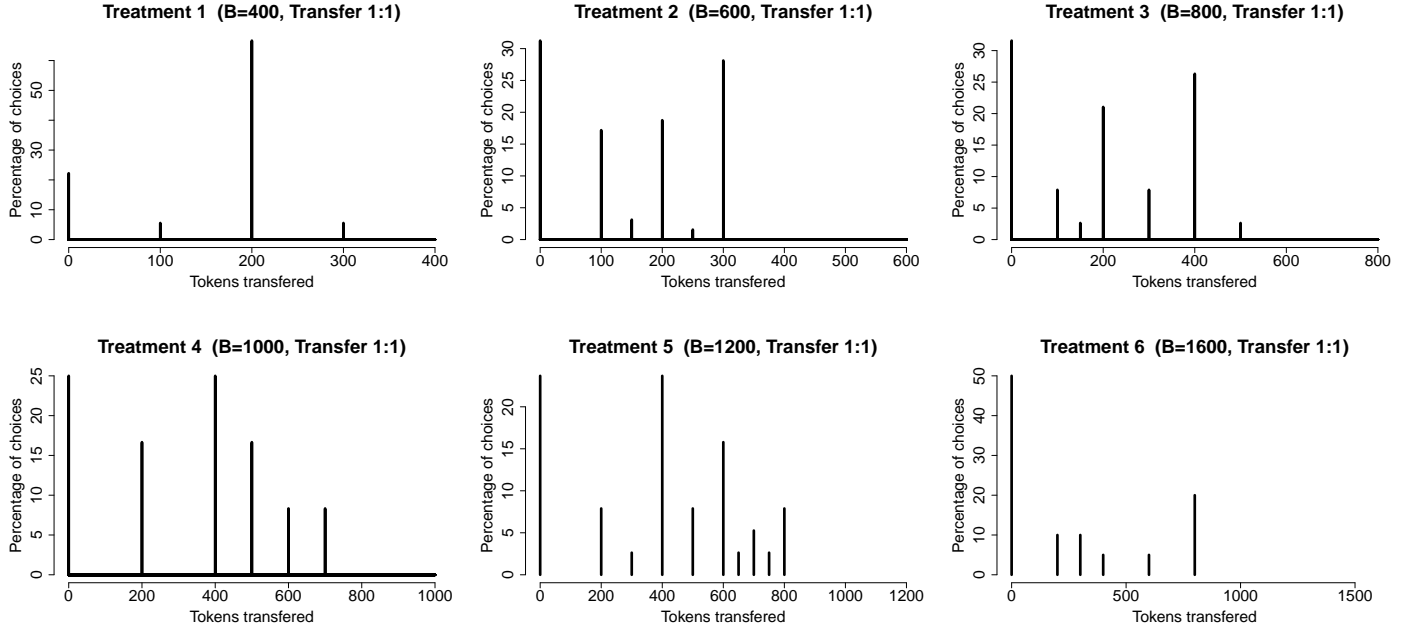 Treatment 1 (B=400, Transfer 1:1)
Percentage of choices
0 10 30 50
0 100 200 300 400
Tokens transfered
Treatment 2 (B=600, Transfer 1:1)
Percentage of choices
0 5 10 15 20 25 30
0 100 200 300 400 500 600
Tokens transfered
Treatment 3 (B=800, Transfer 1:1)
Percentage of choices
0 5 10 15 20 25 30
0 200 400 600 800
Tokens transfered
Treatment 4 (B=1000, Transfer 1:1)
Percentage of choices
0 5 10 15 20 25
0 200 400 600 800 1000
Tokens transfered
Treatment 5 (B=1200, Transfer 1:1)
Percentage of choices
0 5 10 15 20
0 200 400 600 800 1000 1200
Tokens transfered
Treatment 6 (B=1600, Transfer 1:1)
Percentage of choices
0 10 20 30 40 50
0 500 1000 1500
Tokens transfered